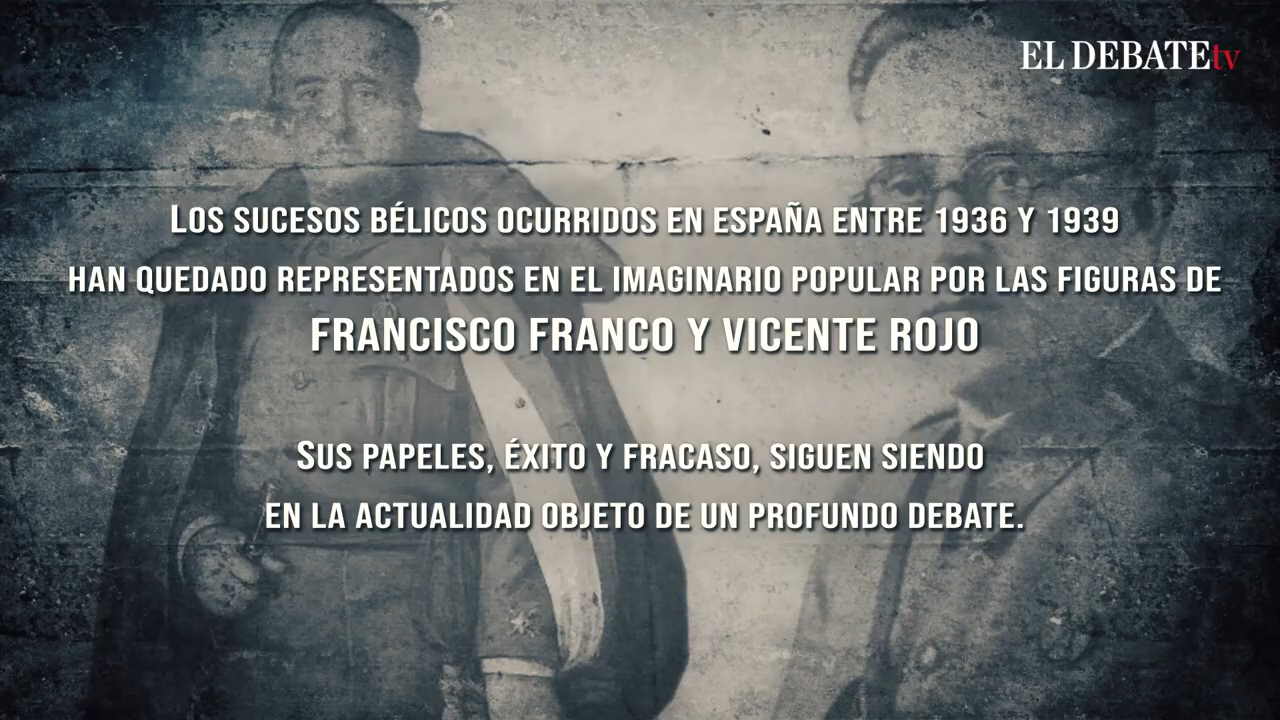 EL DEBATEtv
LOS SUCESOS BÉLICOS OCURRIDOS EN ESPAÑA ENTRE 1936 Y 1939
HAN QUEDADO REPRESENTADOS EN EL IMAGINARIO POPULAR POR LAS FIGURAS DE
FRANCISCO FRANCO Y VICENTE ROJO
SUS PAPELES, ÉXITO Y FRACASO, SIGUEN SIENDO
EN LA ACTUALIDAD OBJETO DE UN PROFUNDO DEBATE.